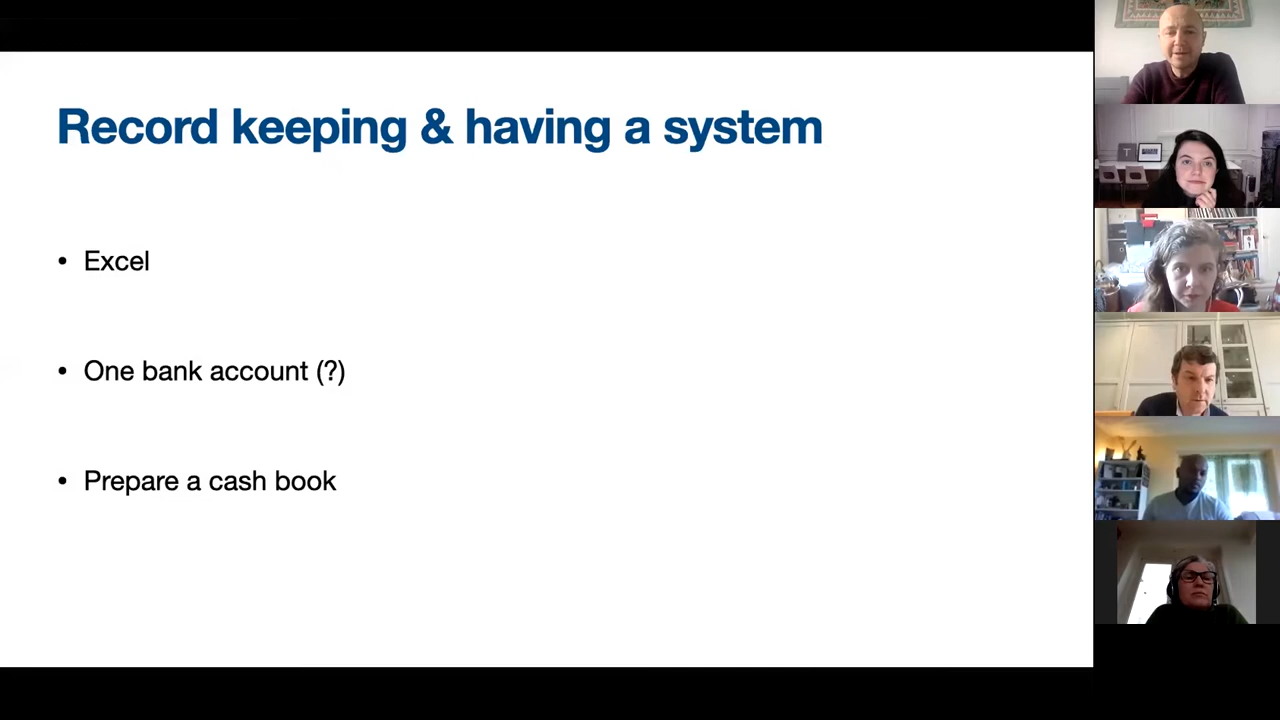 Record keeping & having a system
• Excel
• One bank account (?)
• Prepare a cash book